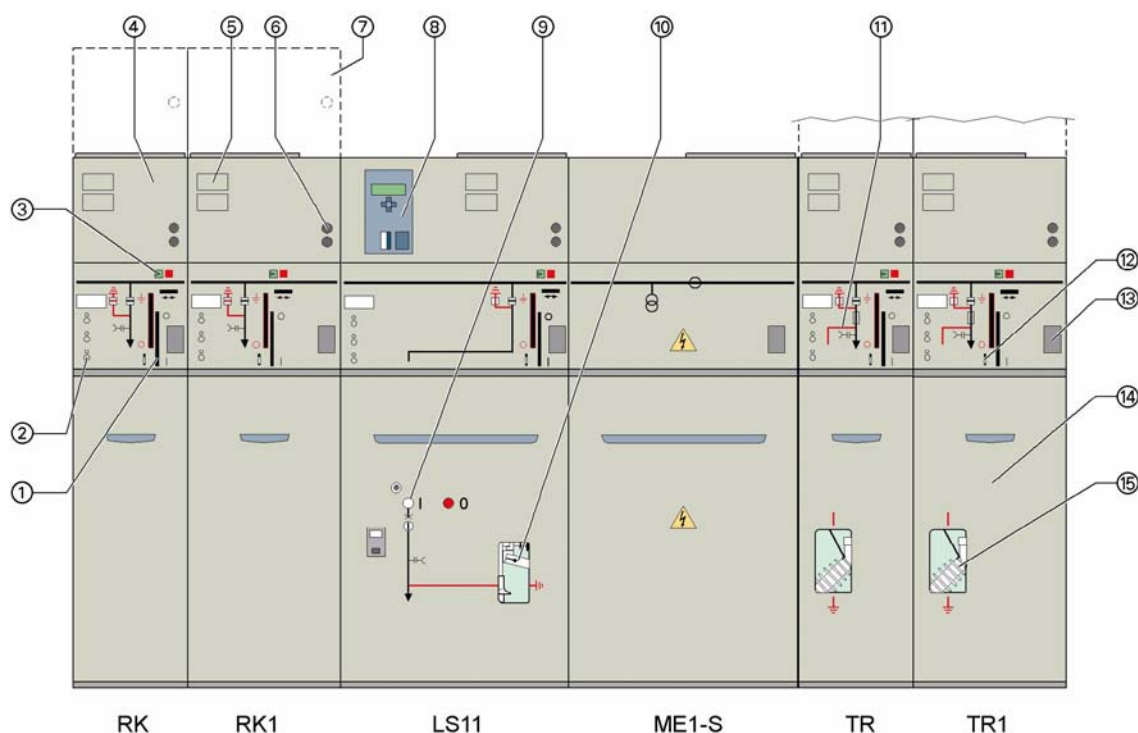 ④ ⑤ ⑥ ⑦ ⑧ ⑨ ⑩ ⑪
③ ⑫
⑬
I 0
②
①
⑭
⑮
RK RK1 LS11 ME1-S TR TR1